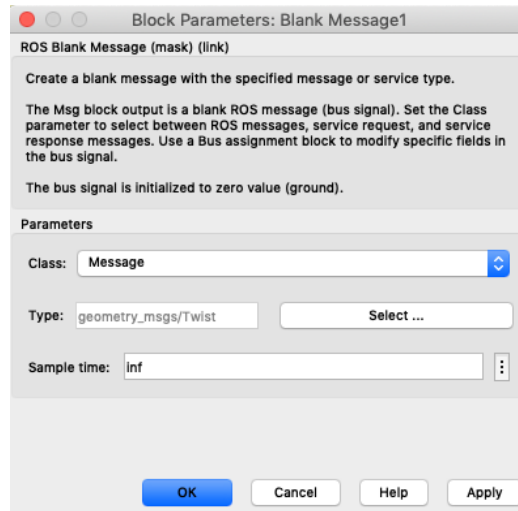 Block Parameters: Blank Message1
ROS Blank Message (mask) (link)
Create a blank message with the specified message or service type.
The Msg block output is a blank ROS message (bus signal). Set the Class
parameter to select between ROS messages, service request, and service
response messages. Use a Bus assignment block to modify specific fields in
the bus signal.
The bus signal is initialized to zero value (ground).
Parameters
Class: Message
Type: geometry_msgs/Twist Select ...
Sample time: inf
OK Cancel Help Apply